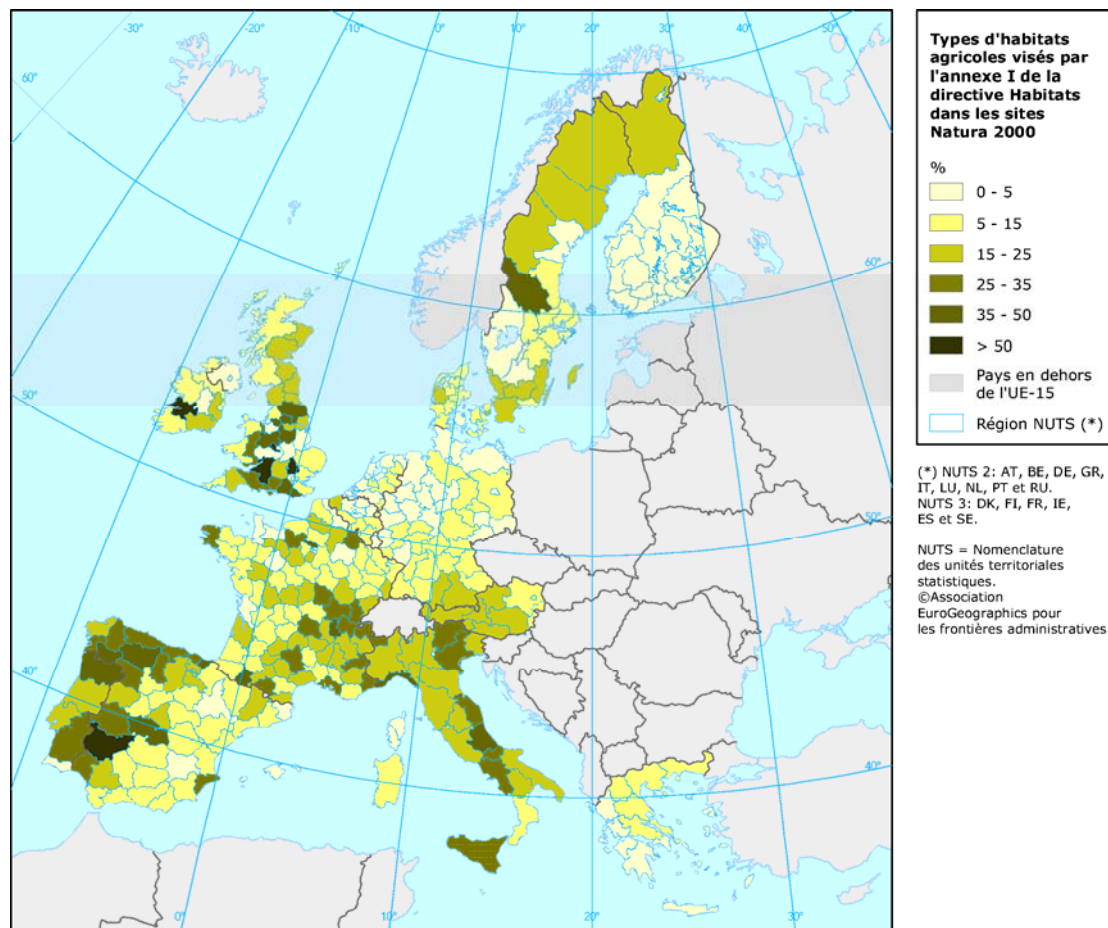 -30°
-20°
-10°
0°
10°
20°
30°
40°
50°
60°
60°
50°
40°
60°
50°
40°
0°
10°
20°
30°
Types d'habitats
agricoles visés par
l'annexe I de la
directive Habitats
dans les sites
Natura 2000
%
0 - 5
5 - 15
15 - 25
25 - 35
35 - 50
> 50
Pays en dehors
de l'UE-15
Région NUTS (*)
(*) NUTS 2: AT, BE, DE, GR,
IT, LU, NL, PT et RU.
NUTS 3: DK, FI, FR, IE,
ES et SE.
NUTS = Nomenclature
des unités territoriales
statistiques.
©Association
EuroGeographics pour
les frontières administratives